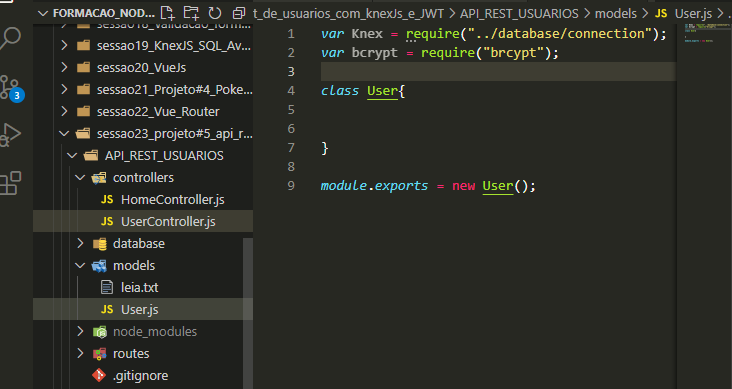 FORMACAO_NOD...
sessao18_validacao_form...
sessao19_KnexJS_SQL_Av...
sessao20_VueJs
sessao21_Projeto#4_Poke...
sessao22_Vue_Router
sessao23_projeto#5_api_r...
API_REST_USUARIOS
controllers
JS HomeController.js
JS UserController.js
database
models
leia.txt
JS User.js
node_modules
routes
.gitignore
3
t_de_usuarios_com_knexJs_e_JWT > API_REST_USUARIOS > models > JS User.js > .
1 var Knex = require("../database/connection");
2 var bcrypt = require("brcypt");
3
4 class User{
5
6
7 }
8
9 module.exports = new User();